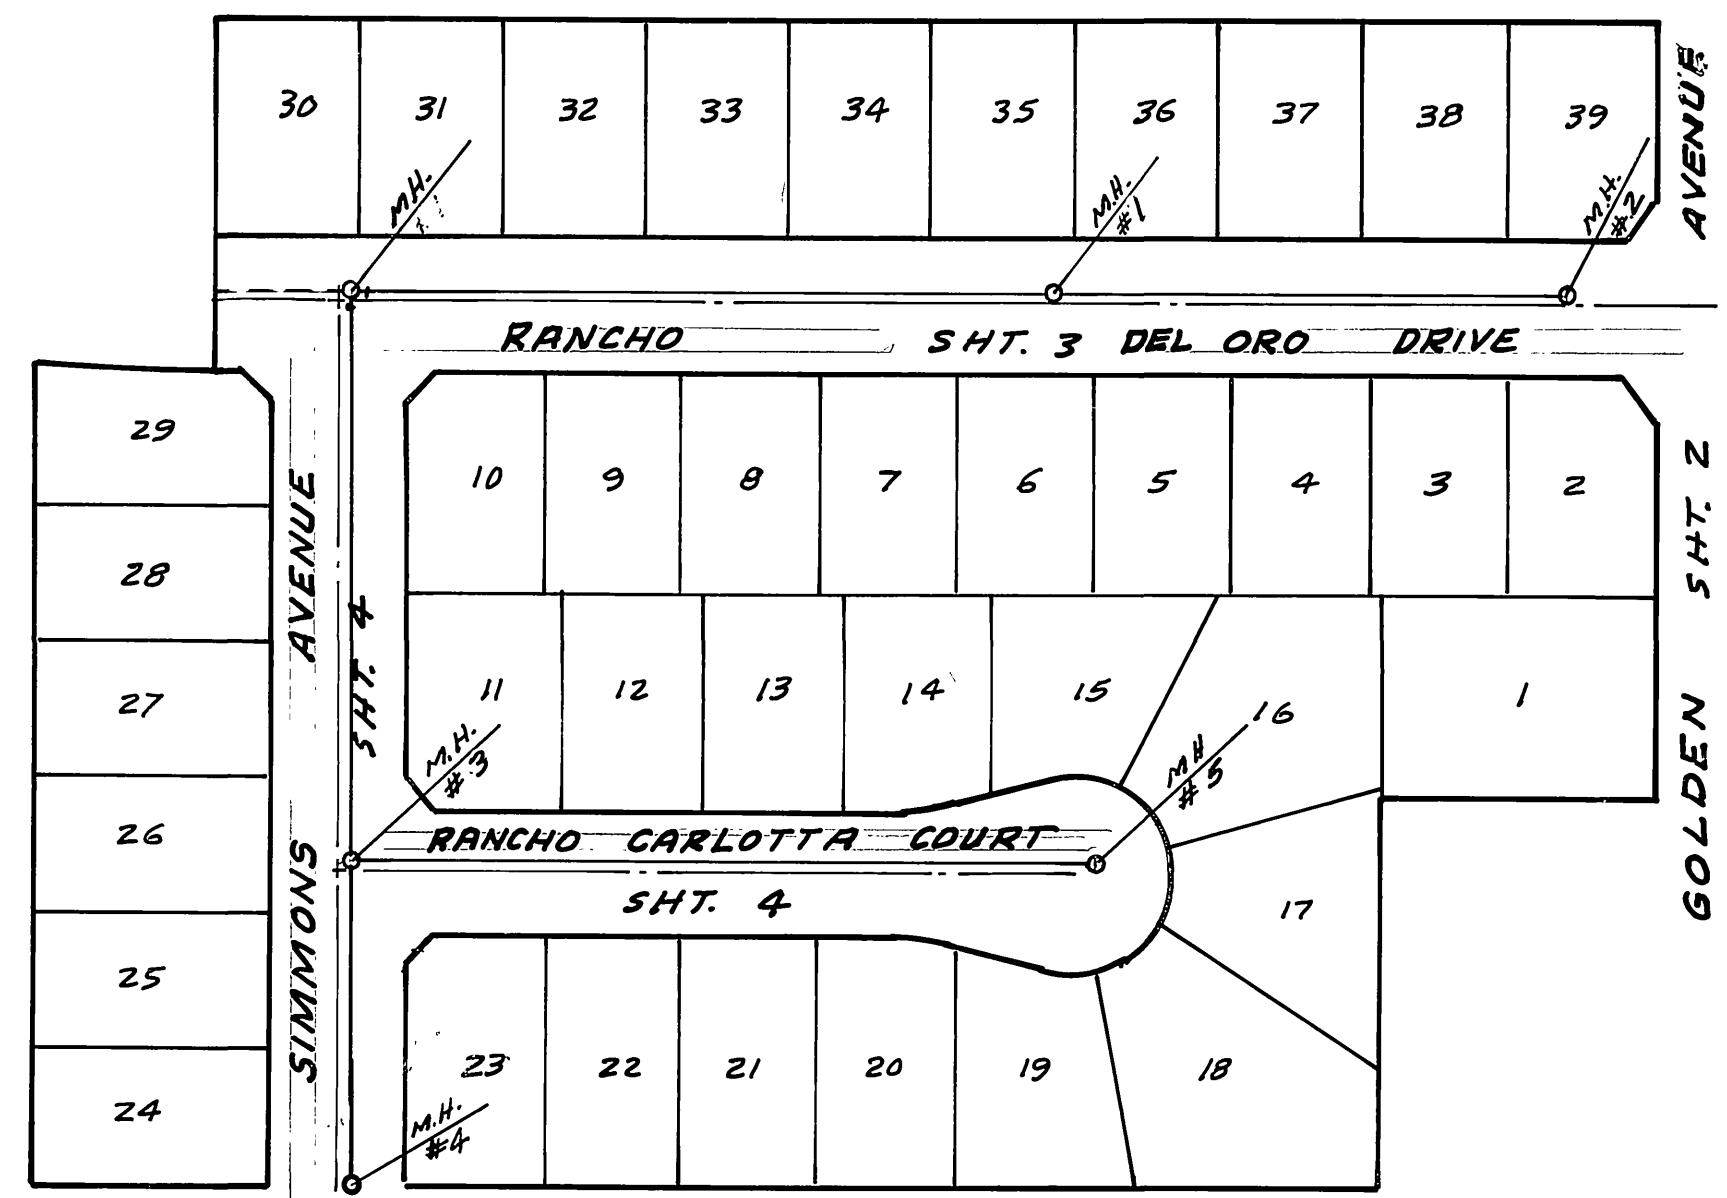 30 31 32 33 34 35 36 37 38 39
M.H.
M.H.
#1
M.H.
#2
AVENUE
RANCHO SHT. 3 DEL ORO DRIVE
29
10 9 8 7 6 5 4 3 2
SHT. 2
28
AVENUE
SHT. 4
27
11 12 13 14 15 16 1
M.H.
#3
M.H
#5
GOLDEN
26
RANCHO CARLOTTA COURT
SHT. 4
SIMMONS
17
25
23 22 21 20 19 18
24
M.H.
#4